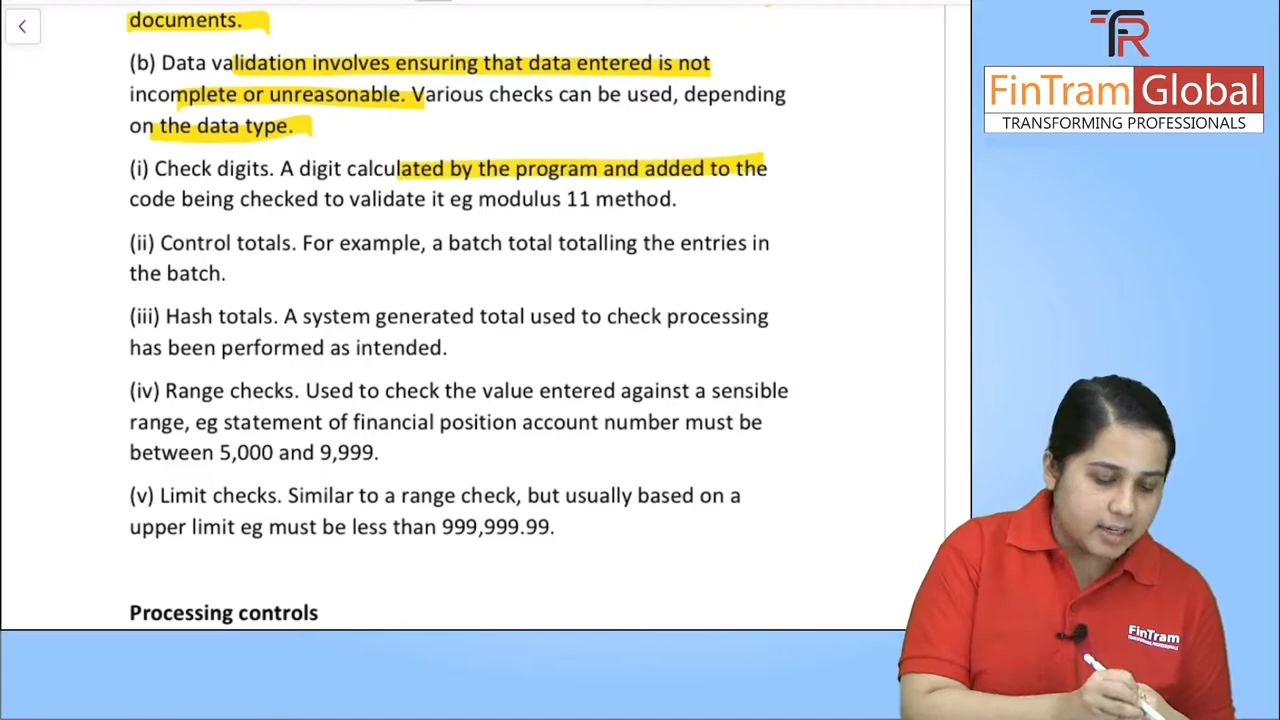 documents.
(b) Data validation involves ensuring that data entered is not
incomplete or unreasonable. Various checks can be used, depending
on the data type.
(i) Check digits. A digit calculated by the program and added to the
code being checked to validate it eg modulus 11 method.
(ii) Control totals. For example, a batch total totalling the entries in
the batch.
(iii) Hash totals. A system generated total used to check processing
has been performed as intended.
(iv) Range checks. Used to check the value entered against a sensible
range, eg statement of financial position account number must be
between 5,000 and 9,999.
(v) Limit checks. Similar to a range check, but usually based on a
upper limit eg must be less than 999,999.99.
Processing controls
FinTram Global
TRANSFORMING PROFESSIONALS
FinTram
TRANSFORMING PROFESSIONALS